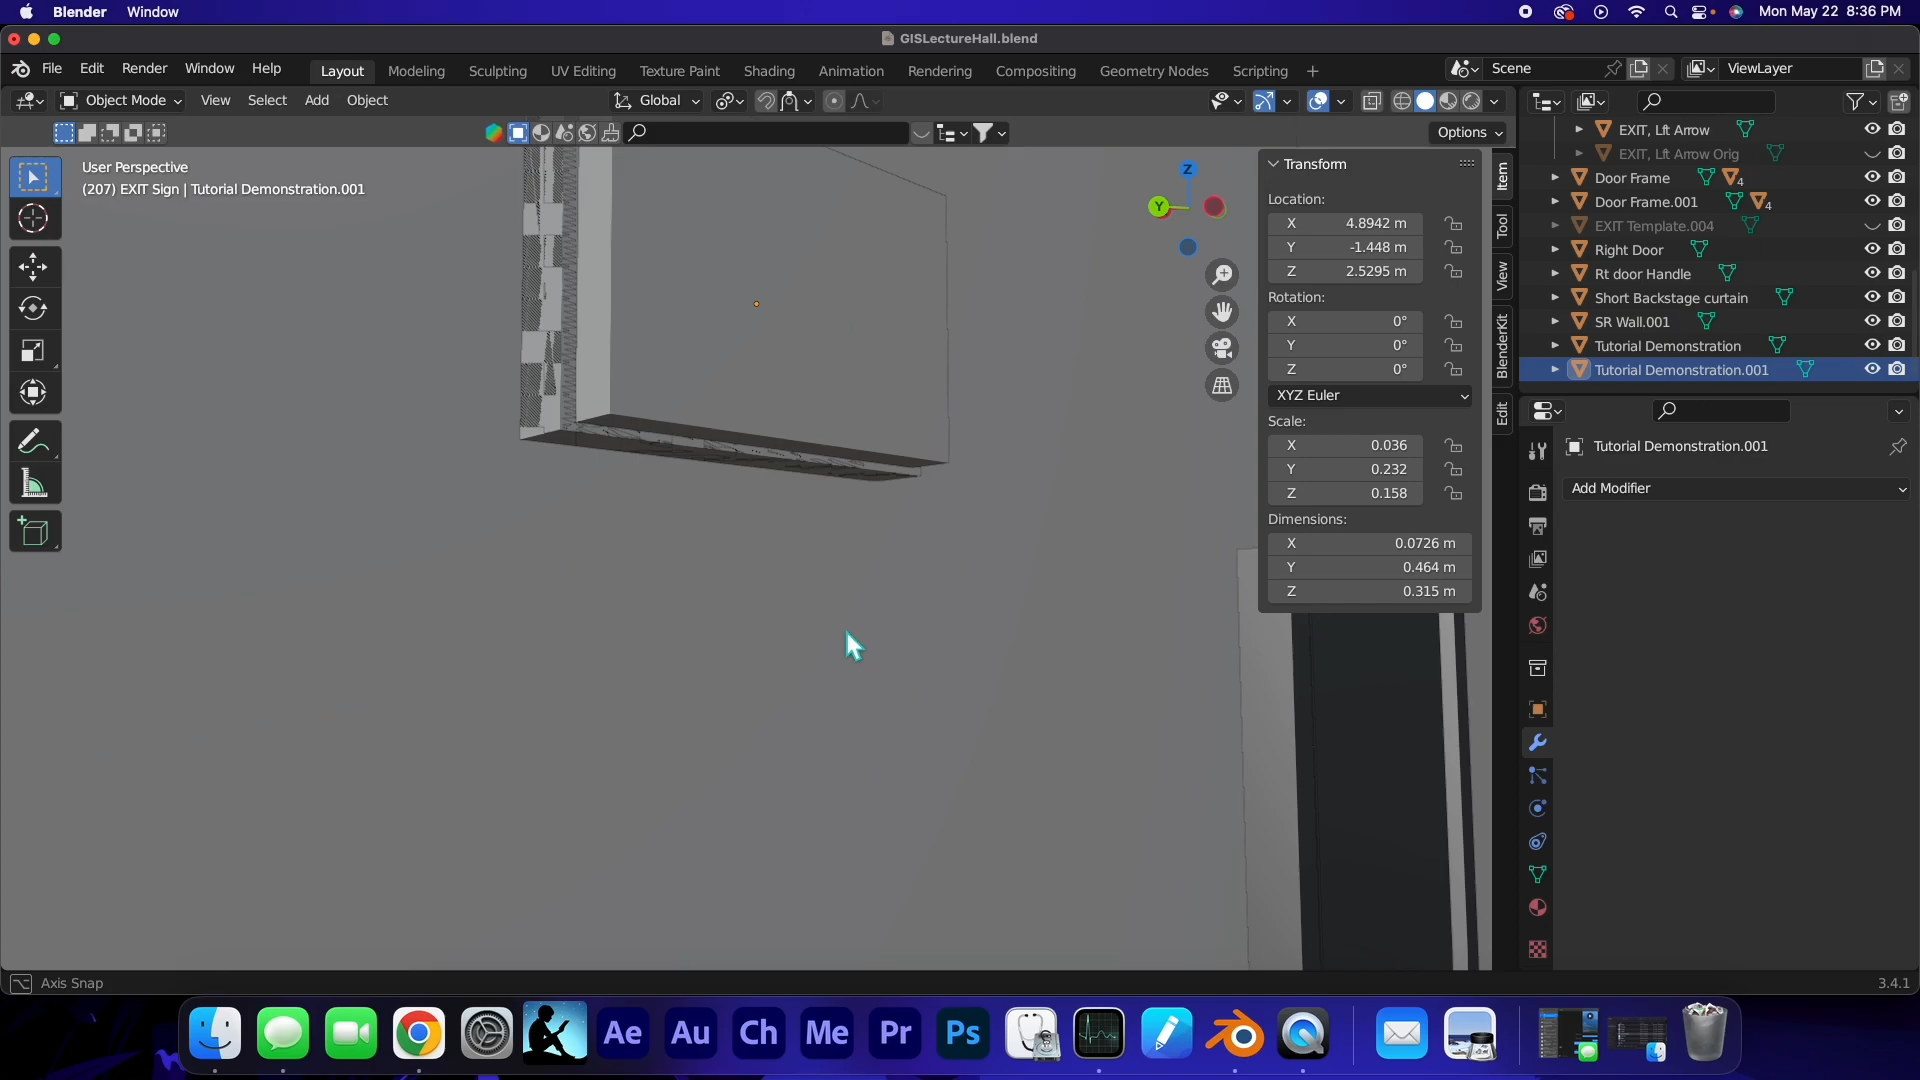 Blender Window Mon May 22 8:36 PM
GISLectureHall.blend
File Edit Render Window Help Layout Modeling Sculpting UV Editing Texture Paint Shading Animation Rendering Compositing Geometry Nodes Scripting + Scene ViewLayer
Object Mode View Select Add Object Global
Options
User Perspective
(207) EXIT Sign | Tutorial Demonstration.001
Z
Y
Transform
Location:
X 4.8942 m
Y -1.448 m
Z 2.5295 m
Rotation:
X 0°
Y 0°
Z 0°
XYZ Euler
Scale:
X 0.036
Y 0.232
Z 0.158
Dimensions:
X 0.0726 m
Y 0.464 m
Z 0.315 m
Item
Tool
View
BlenderKit
Edit
EXIT, Lft Arrow
EXIT, Lft Arrow Orig
Door Frame 4
Door Frame.001 4
EXIT Template.004
Right Door
Rt door Handle
Short Backstage curtain
SR Wall.001
Tutorial Demonstration
Tutorial Demonstration.001
Tutorial Demonstration.001
Add Modifier
Axis Snap 3.4.1
Ae Au Ch Me Pr Ps